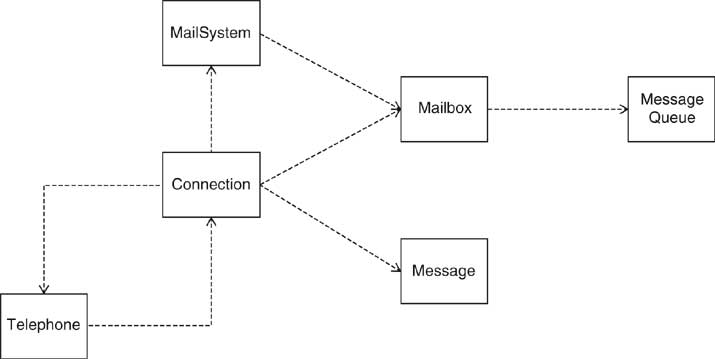 MailSystem
Mailbox
Message
Queue
Connection
Message
Telephone